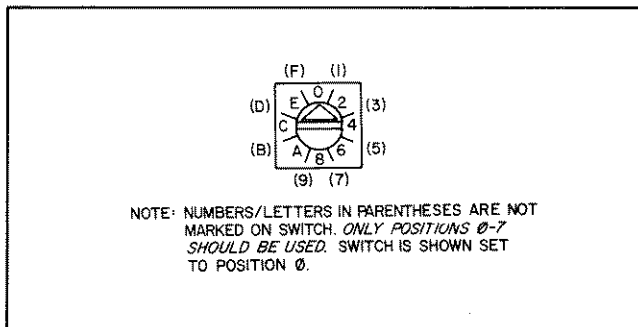 (F) (1)
(D) E 0 2 (3)
C 4
(B) A 8 6 (5)
(9) (7)
NOTE: NUMBERS/LETTERS IN PARENTHESES ARE NOT
MARKED ON SWITCH. ONLY POSITIONS Ø-7
SHOULD BE USED. SWITCH IS SHOWN SET
TO POSITION Ø.